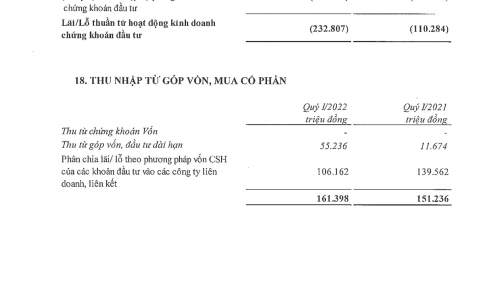 chứng khoán đầu tư
Lãi/Lỗ thuần từ hoạt động kinh doanh
chứng khoán đầu tư (232.807) (110.284)
18. THU NHẬP TỪ GÓP VỐN, MUA CỔ PHẦN
Quý I/2022 Quý I/2021
triệu đồng triệu đồng
Thu từ chứng khoán Vốn - -
Thu từ góp vốn, đầu tư dài hạn 55.236 11.674
Phân chia lãi/ lỗ theo phương pháp vốn CSH
của các khoản đầu tư vào các công ty liên 106.162 139.562
doanh, liên kết
161.398 151.236